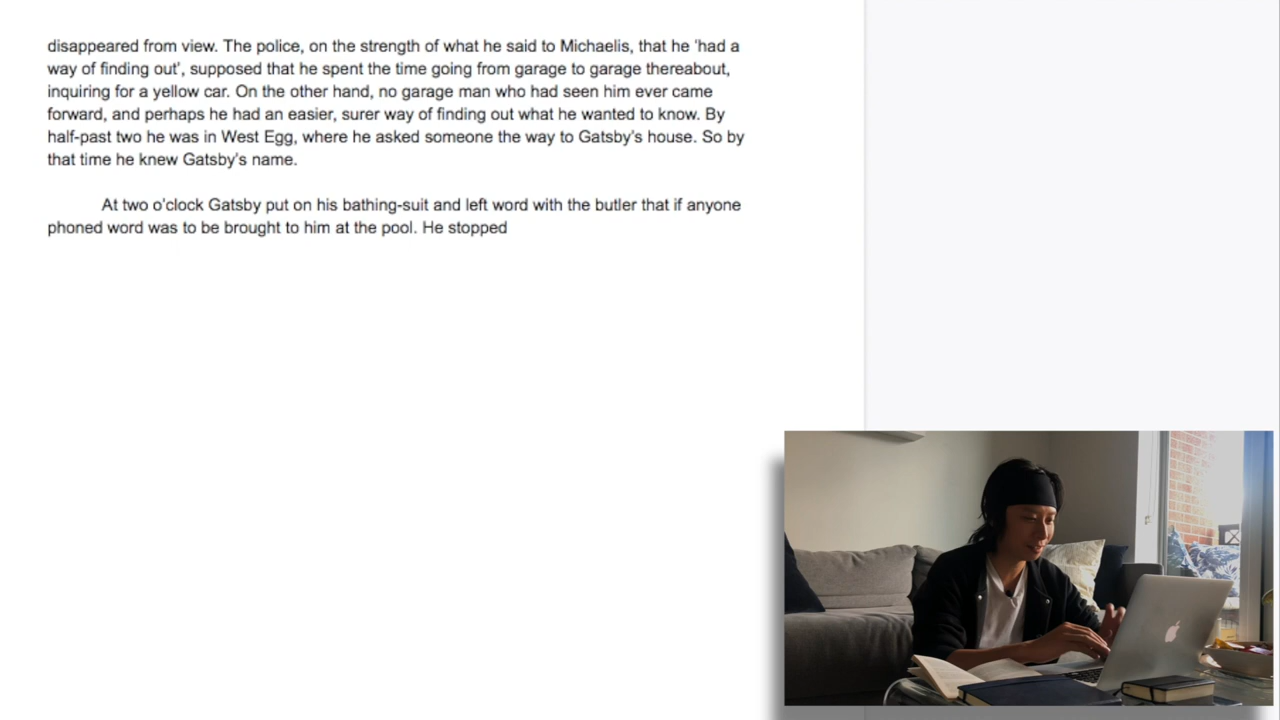 disappeared from view. The police, on the strength of what he said to Michaelis, that he 'had a
way of finding out', supposed that he spent the time going from garage to garage thereabout,
inquiring for a yellow car. On the other hand, no garage man who had seen him ever came
forward, and perhaps he had an easier, surer way of finding out what he wanted to know. By
half-past two he was in West Egg, where he asked someone the way to Gatsby's house. So by
that time he knew Gatsby's name.
At two o'clock Gatsby put on his bathing-suit and left word with the butler that if anyone
phoned word was to be brought to him at the pool. He stopped